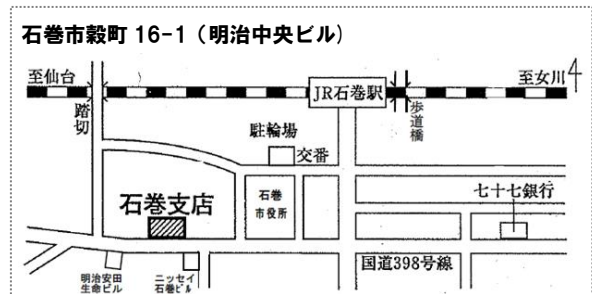 石巻市穀町 16-1（明治中央ビル）
至仙台
至女川
JR石巻駅
踏切
歩道橋
駐輪場
交番
石巻支店
石巻
市役所
七十七銀行
国道398号線
明治安田
生命ビル
ニッセイ
石巻ビル